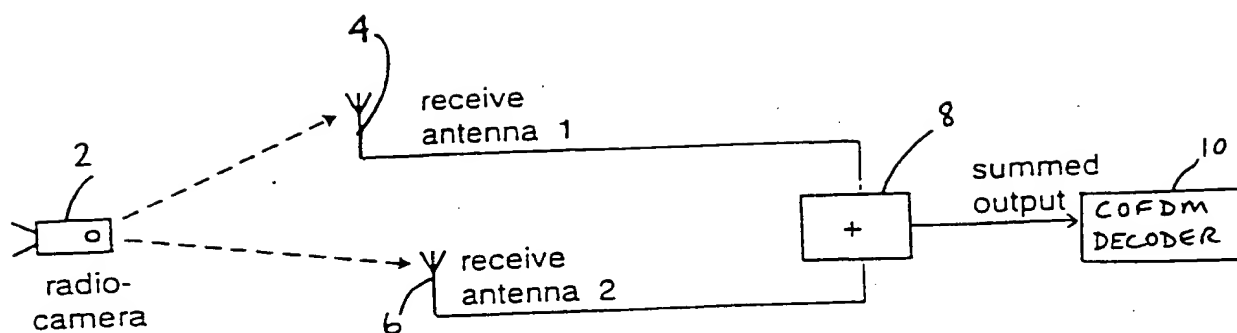 4
receive
antenna 1
8
2
summed
output
10
COFDM
DECODER
+
radio-
camera
receive
antenna 2
6